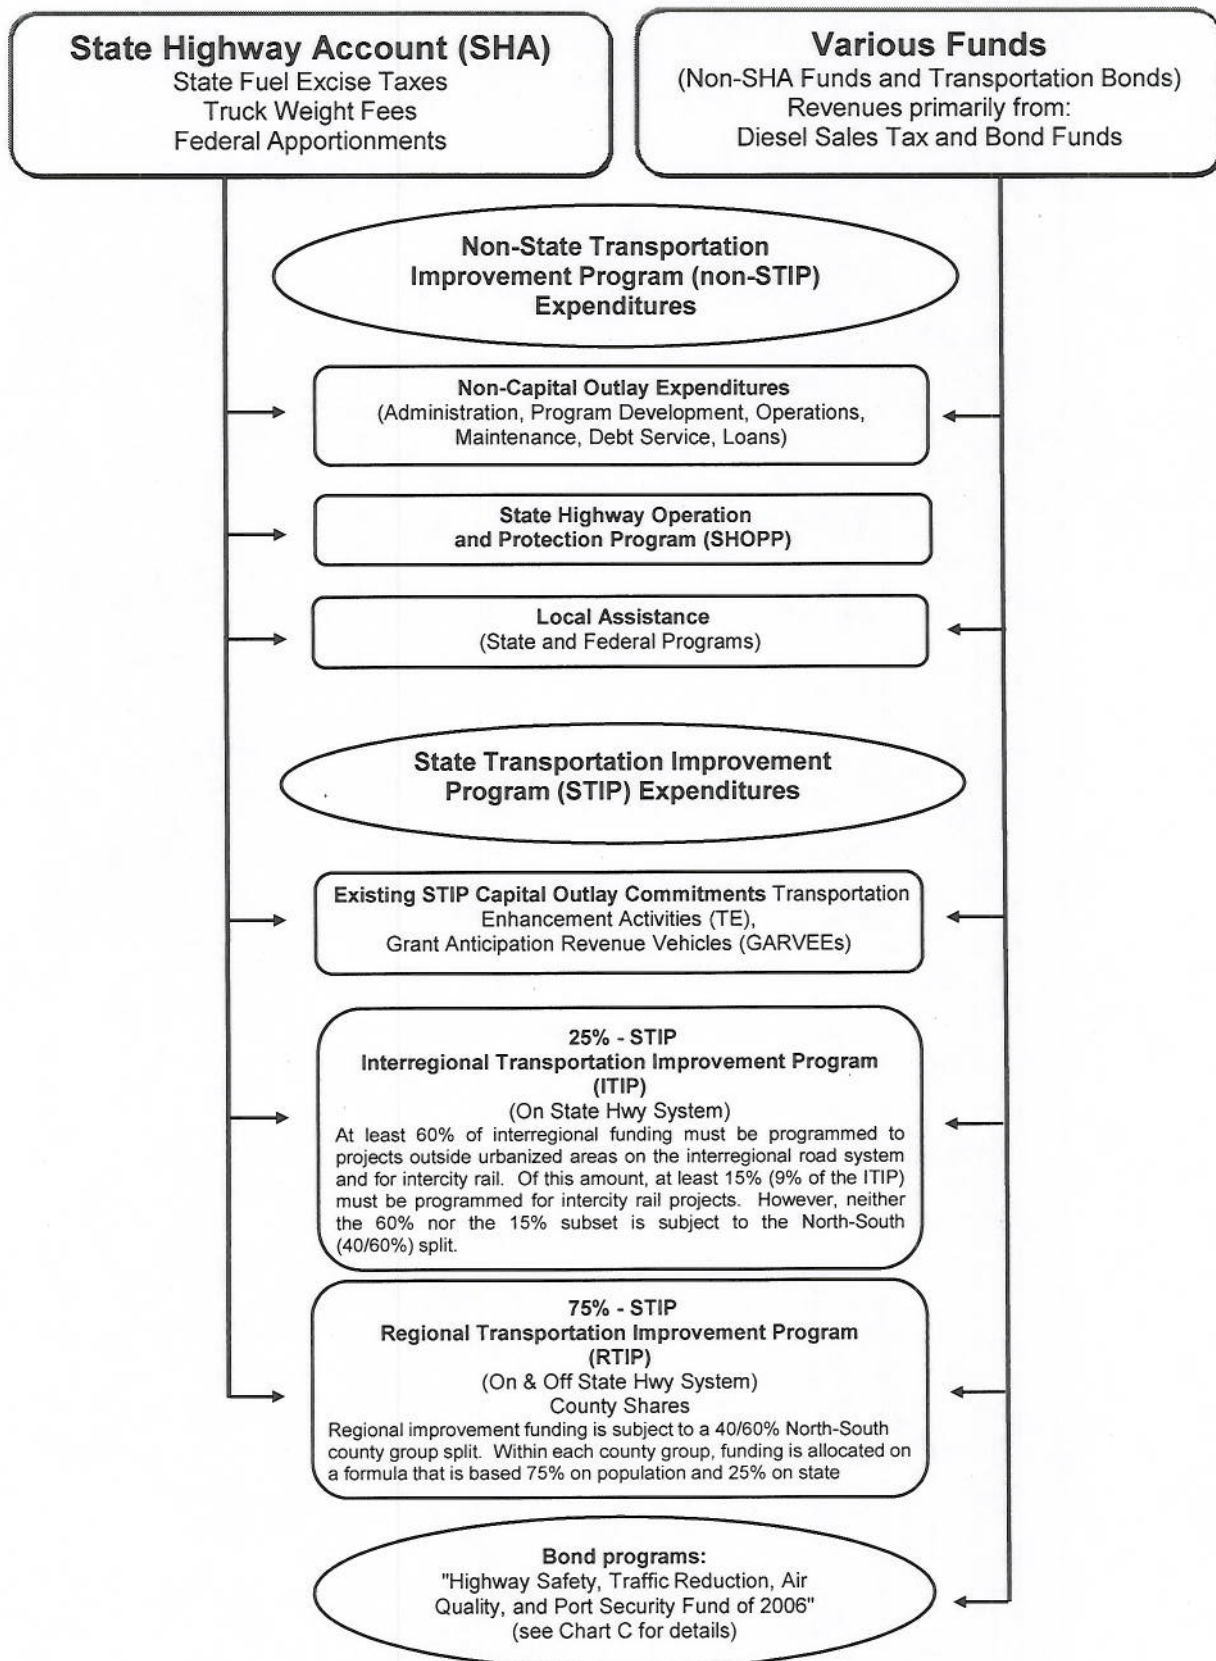 State Highway Account (SHA)
State Fuel Excise Taxes
Truck Weight Fees
Federal Apportionments
Various Funds
(Non-SHA Funds and Transportation Bonds)
Revenues primarily from:
Diesel Sales Tax and Bond Funds
Non-State Transportation
Improvement Program (non-STIP)
Expenditures
Non-Capital Outlay Expenditures
(Administration, Program Development, Operations,
Maintenance, Debt Service, Loans)
State Highway Operation
and Protection Program (SHOPP)
Local Assistance
(State and Federal Programs)
State Transportation Improvement
Program (STIP) Expenditures
Existing STIP Capital Outlay Commitments Transportation
Enhancement Activities (TE),
Grant Anticipation Revenue Vehicles (GARVEEs)
25% - STIP
Interregional Transportation Improvement Program
(ITIP)
(On State Hwy System)
At least 60% of interregional funding must be programmed to
projects outside urbanized areas on the interregional road system
and for intercity rail. Of this amount, at least 15% (9% of the ITIP)
must be programmed for intercity rail projects. However, neither
the 60% nor the 15% subset is subject to the North-South
(40/60%) split.
75% - STIP
Regional Transportation Improvement Program
(RTIP)
(On & Off State Hwy System)
County Shares
Regional improvement funding is subject to a 40/60% North-South
county group split. Within each county group, funding is allocated on
a formula that is based 75% on population and 25% on state
Bond programs:
"Highway Safety, Traffic Reduction, Air
Quality, and Port Security Fund of 2006"
(see Chart C for details)